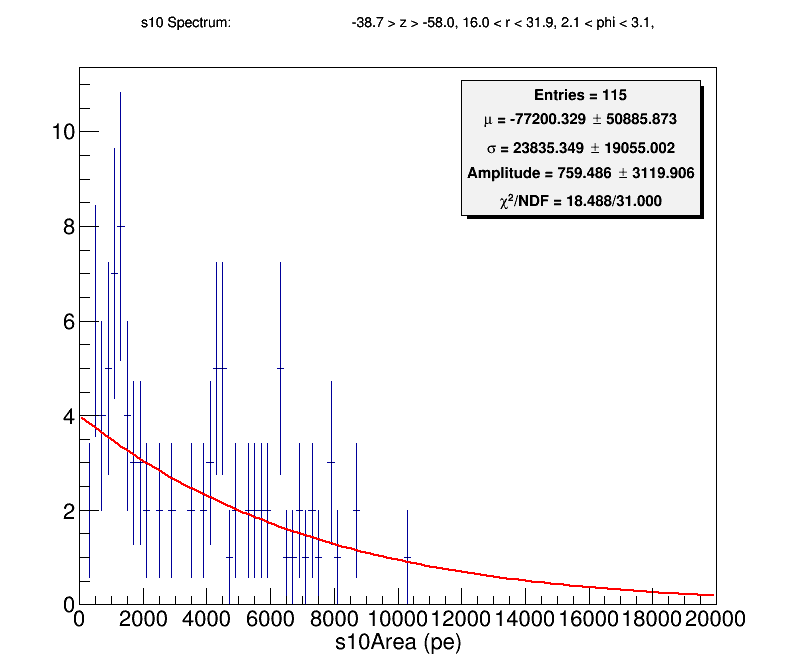 s10 Spectrum: -38.7 > z > -58.0, 16.0 < r < 31.9, 2.1 < phi < 3.1,
Entries = 115
μ = -77200.329 ± 50885.873
σ = 23835.349 ± 19055.002
Amplitude = 759.486 ± 3119.906
χ²/NDF = 18.488/31.000
10
8
6
4
2
0
0 2000 4000 6000 8000 10000 12000 14000 16000 18000 20000
s10Area (pe)